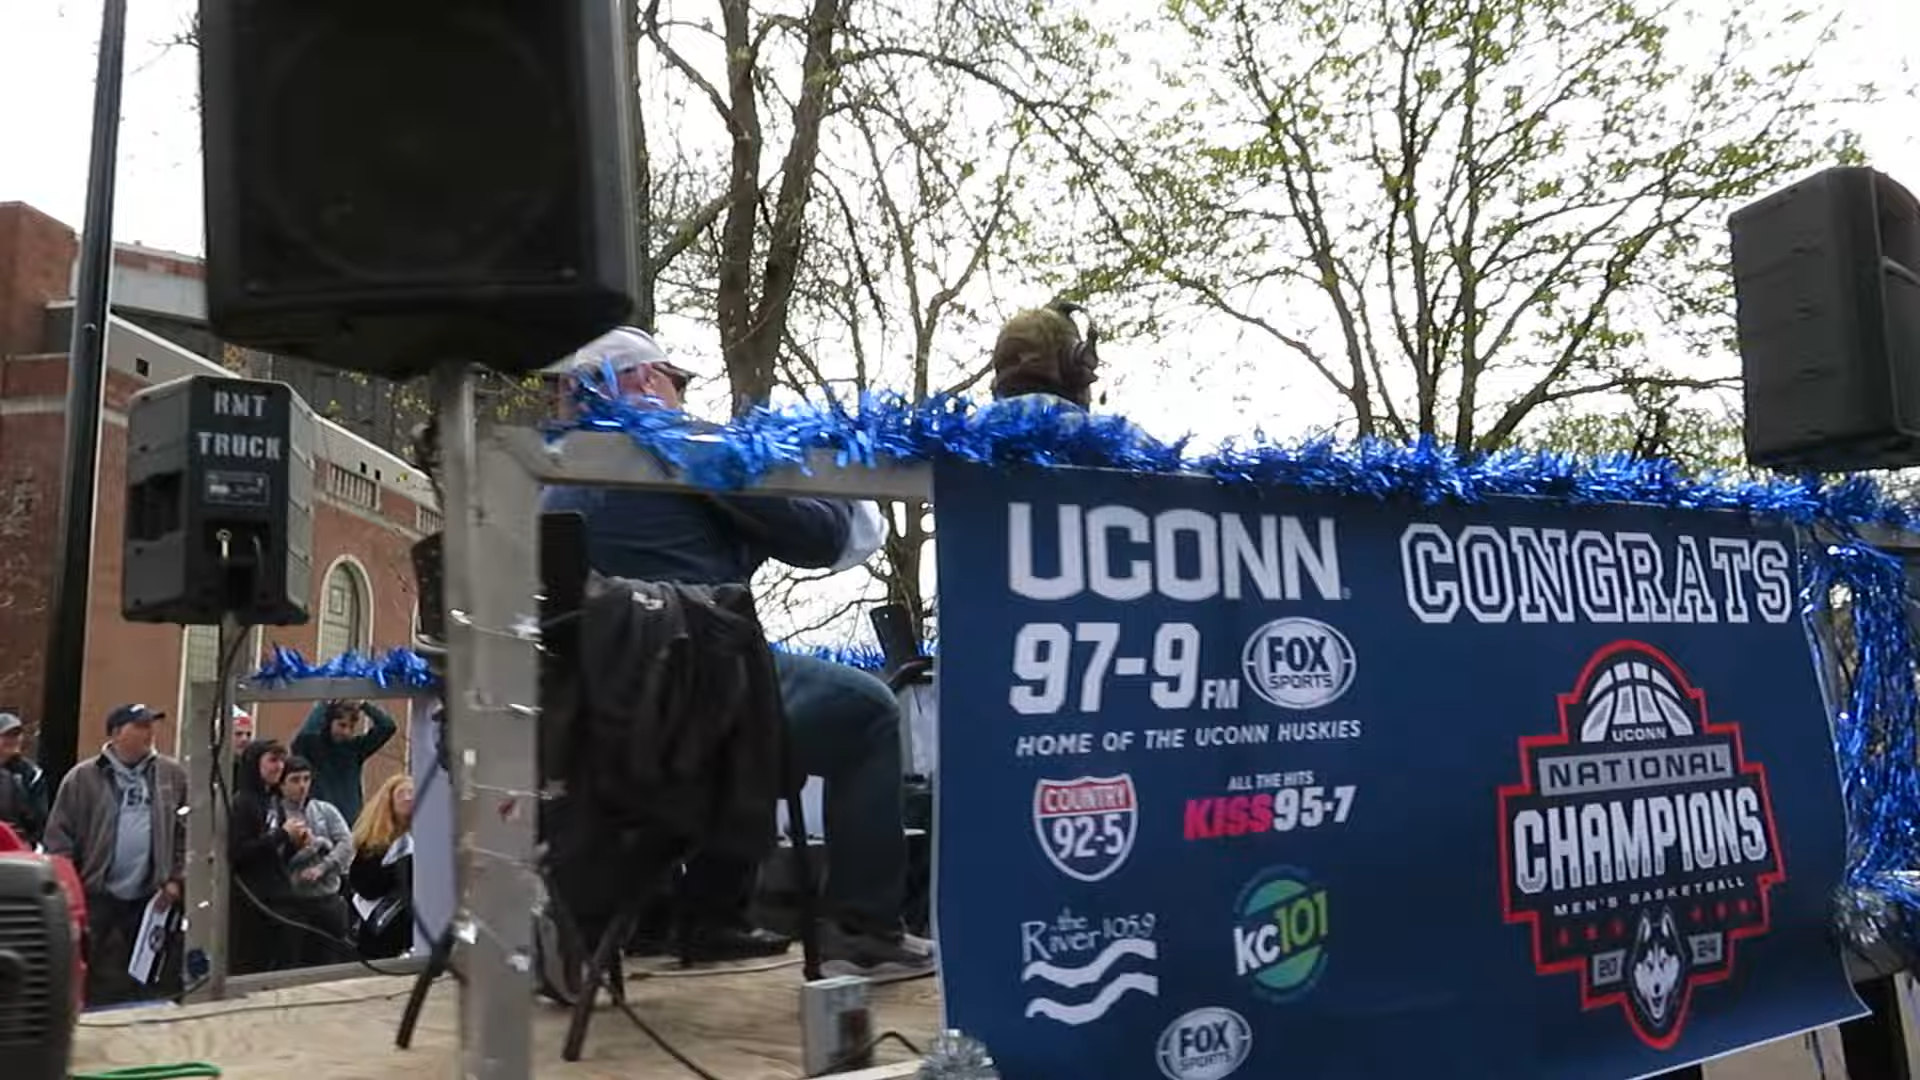 RMT
TRUCK
UCONN
97-9 FM
FOX
SPORTS
HOME OF THE UCONN HUSKIES
COUNTRY
92-5
ALL THE HITS
KISS 95-7
the
River 105.9
KC101
FOX
SPORTS
CONGRATS
UCONN
NATIONAL
CHAMPIONS
MEN'S BASKETBALL
20 24